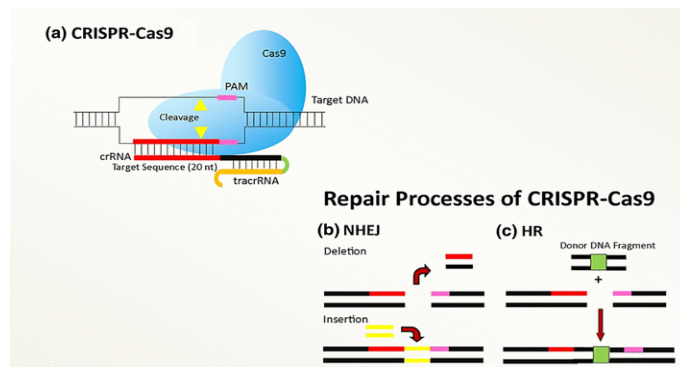 (a) CRISPR-Cas9
Cas9
PAM
Target DNA
Cleavage
crRNA
Target Sequence (20 nt)
tracrRNA
Repair Processes of CRISPR-Cas9
(b) NHEJ
(c) HR
Deletion
Donor DNA Fragment
+
Insertion